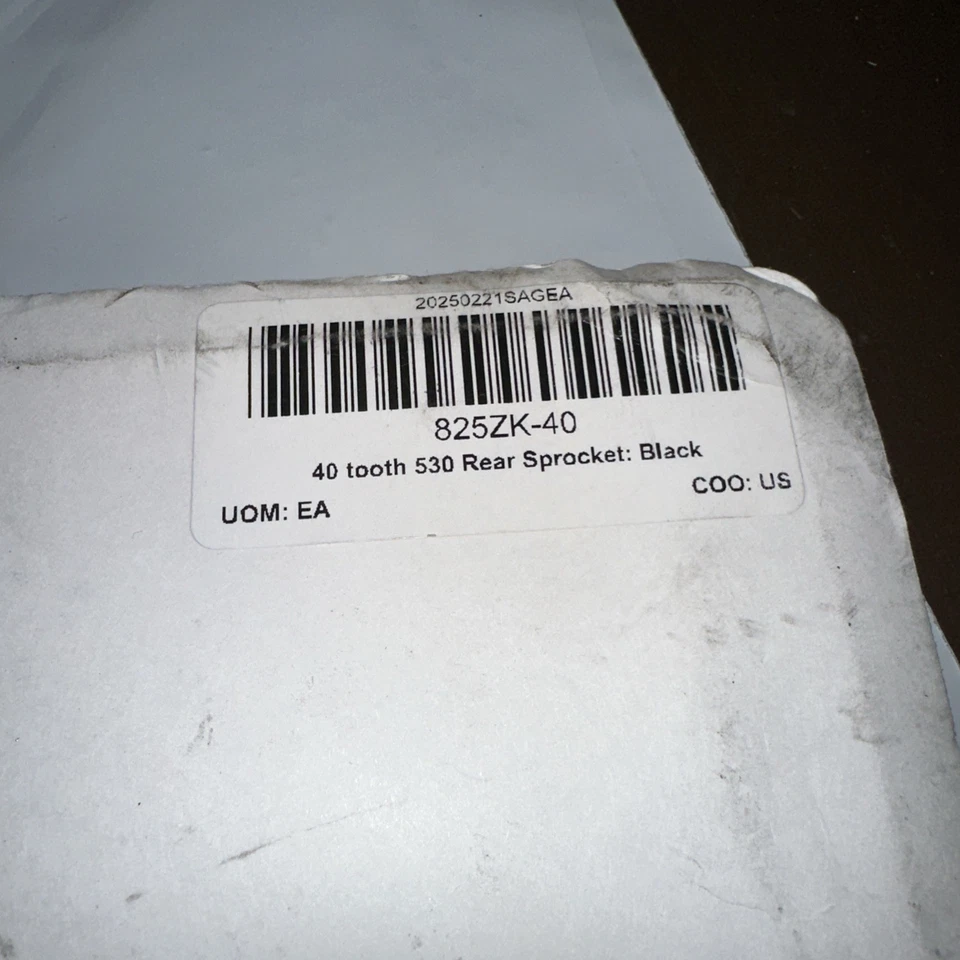 20250221SAGEA
825ZK-40
40 tooth 530 Rear Sprocket: Black
UOM: EA
COO: US